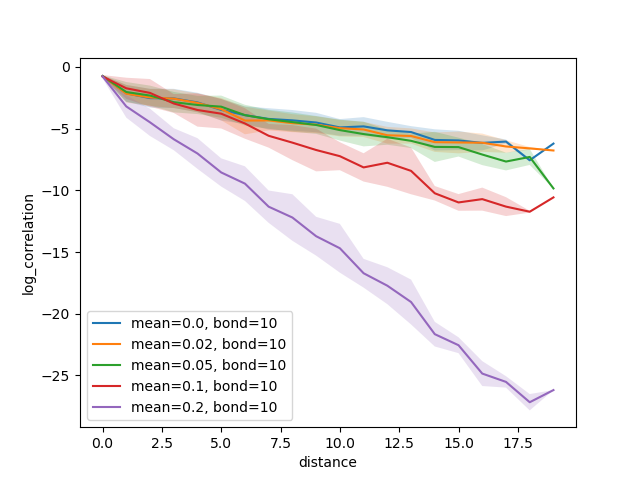 0
−5
−10
−15
−20
−25
log_correlation
mean=0.0, bond=10
mean=0.02, bond=10
mean=0.05, bond=10
mean=0.1, bond=10
mean=0.2, bond=10
0.0 2.5 5.0 7.5 10.0 12.5 15.0 17.5
distance